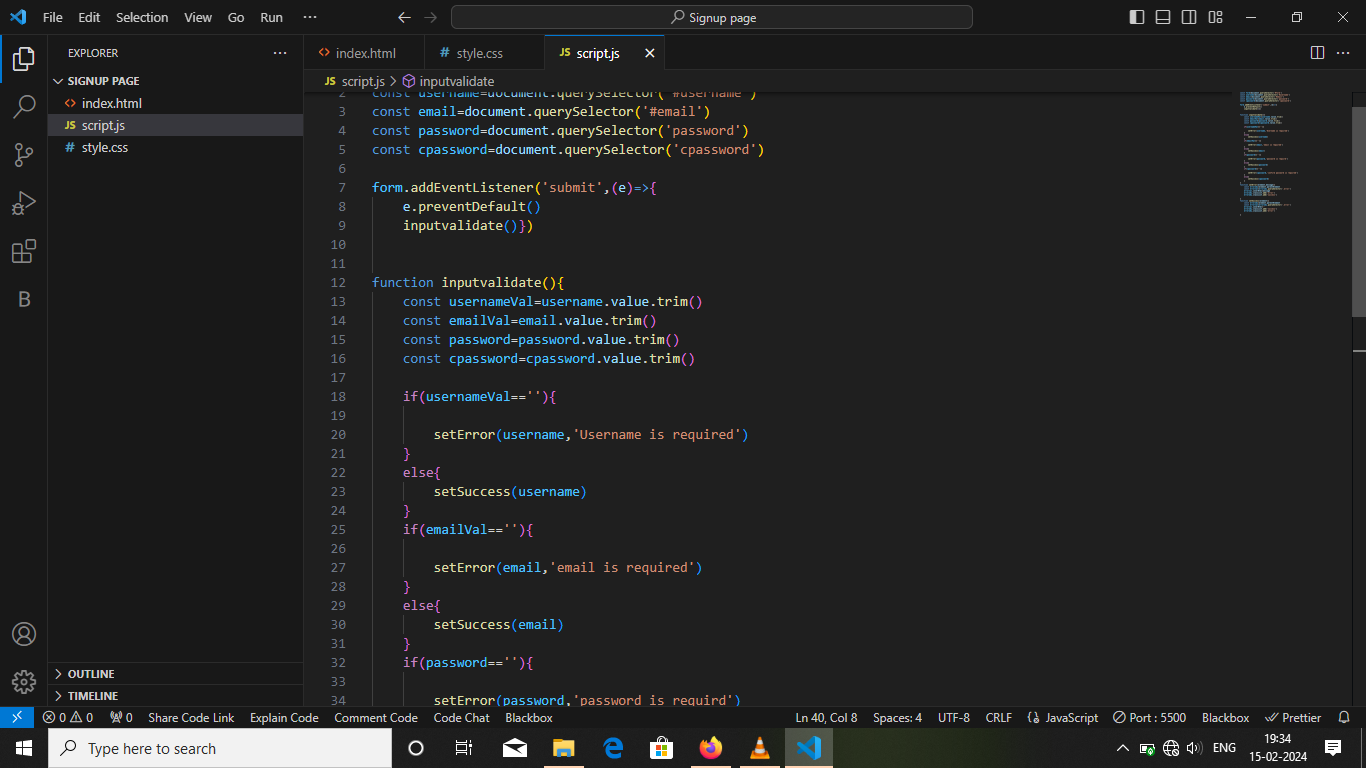 File Edit Selection View Go Run ··· Signup page
EXPLORER ···
SIGNUP PAGE
index.html
JS script.js
# style.css
OUTLINE
TIMELINE
index.html # style.css JS script.js
JS script.js > inputvalidate
2 const username=document.querySelector('#username')
3 const email=document.querySelector('#email')
4 const password=document.querySelector('password')
5 const cpassword=document.querySelector('cpassword')
6
7 form.addEventListener('submit',(e)=>{
8 e.preventDefault()
9 inputvalidate()})
10
11
12 function inputvalidate(){
13 const usernameVal=username.value.trim()
14 const emailVal=email.value.trim()
15 const password=password.value.trim()
16 const cpassword=cpassword.value.trim()
17
18 if(usernameVal==''){
19
20 setError(username,'Username is required')
21 }
22 else{
23 setSuccess(username)
24 }
25 if(emailVal==''){
26
27 setError(email,'email is required')
28 }
29 else{
30 setSuccess(email)
31 }
32 if(password==''){
33
34 setError(password,'password is requird')
0 0 0 Share Code Link Explain Code Comment Code Code Chat Blackbox Ln 40, Col 8 Spaces: 4 UTF-8 CRLF JavaScript Port : 5500 Blackbox Prettier
Type here to search
ENG
19:34
15-02-2024